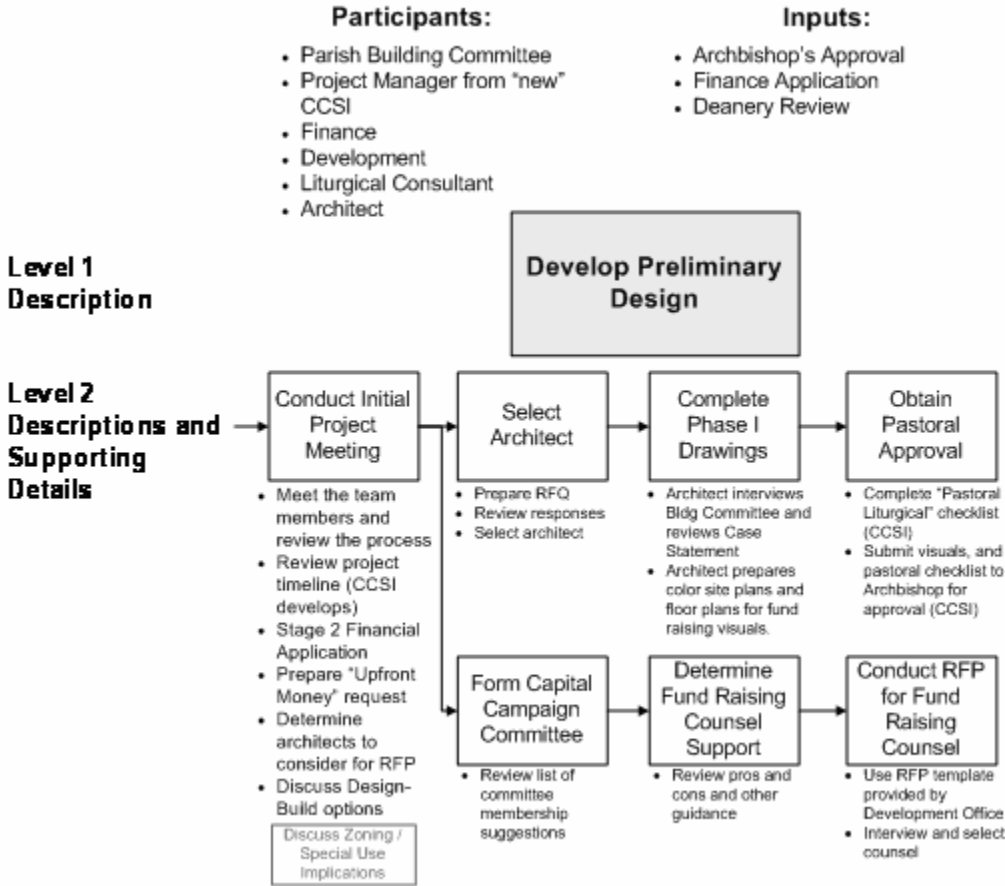 Participants:
• Parish Building Committee
• Project Manager from “new”
CCSI
• Finance
• Development
• Liturgical Consultant
• Architect
Inputs:
• Archbishop’s Approval
• Finance Application
• Deanery Review
Level 1
Description
Develop Preliminary
Design
Level 2
Descriptions and
Supporting
Details
Conduct Initial
Project
Meeting
• Meet the team
members and
review the process
• Review project
timeline (CCSI
develops)
• Stage 2 Financial
Application
• Prepare “Upfront
Money” request
• Determine
architects to
consider for RFP
• Discuss Design-
Build options
Discuss Zoning /
Special Use
Implications
Select
Architect
• Prepare RFQ
• Review responses
• Select architect
Complete
Phase I
Drawings
• Architect interviews
Bldg Committee and
reviews Case
Statement
• Architect prepares
color site plans and
floor plans for fund
raising visuals.
Obtain
Pastoral
Approval
• Complete “Pastoral
Liturgical” checklist
(CCSI)
• Submit visuals, and
pastoral checklist to
Archbishop for
approval (CCSI)
Form Capital
Campaign
Committee
• Review list of
committee
membership
suggestions
Determine
Fund Raising
Counsel
Support
• Review pros and
cons and other
guidance
Conduct RFP
for Fund
Raising
Counsel
• Use RFP template
provided by
Development Office
• Interview and select
counsel